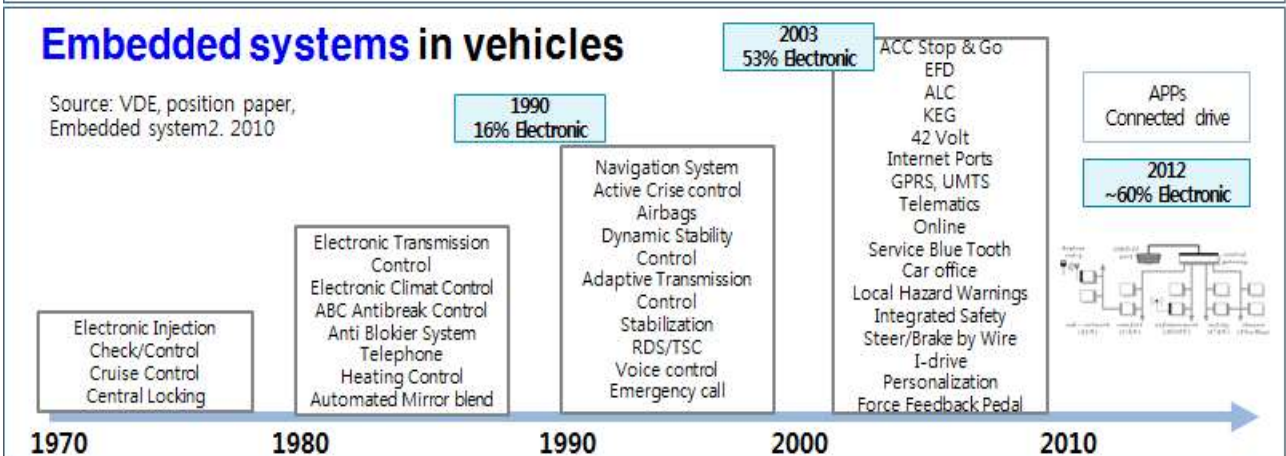 Embedded systems in vehicles
Source: VDE, position paper,
Embedded system2. 2010
1990
16% Electronic
2003
53% Electronic
APPs
Connected drive
2012
~60% Electronic
Electronic Injection
Check/Control
Cruise Control
Central Locking
Electronic Transmission
Control
Electronic Climat Control
ABC Antibreak Control
Anti Blokier System
Telephone
Heating Control
Automated Mirror blend
Navigation System
Active Crise control
Airbags
Dynamic Stability
Control
Adaptive Transmission
Control
Stabilization
RDS/TSC
Voice control
Emergency call
ACC Stop & Go
EFD
ALC
KEG
42 Volt
Internet Ports
GPRS, UMTS
Telematics
Online
Service Blue Tooth
Car office
Local Hazard Warnings
Integrated Safety
Steer/Brake by Wire
I-drive
Personalization
Force Feedback Pedal
1970
1980
1990
2000
2010